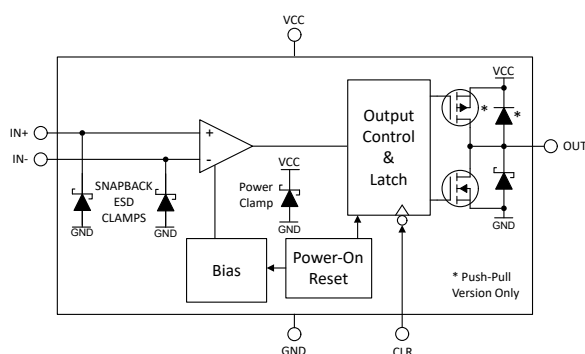 VCC
IN+
IN-
+
-
SNAPBACK
ESD
CLAMPS
GND
GND
VCC
Power
Clamp
GND
Output
Control
&
Latch
VCC
*
*
OUT
GND
Bias
Power-On
Reset
* Push-Pull
Version Only
GND
CLR